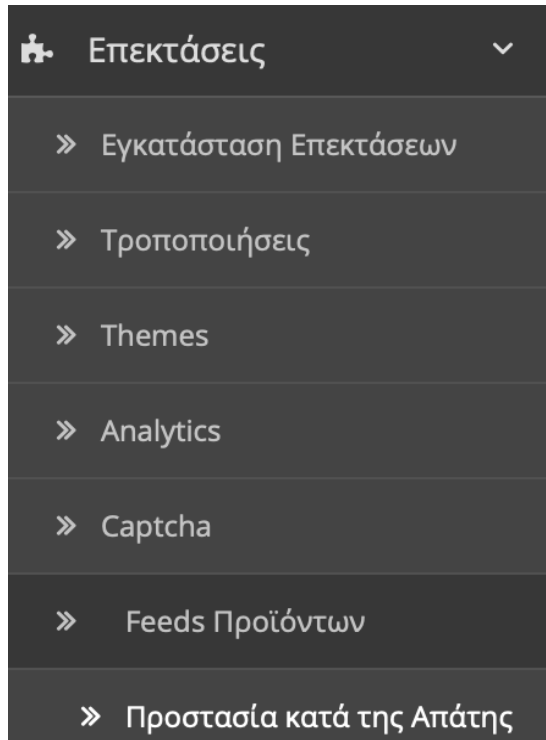 Επεκτάσεις
Εγκατάσταση Επεκτάσεων
Τροποποιήσεις
Themes
Analytics
Captcha
Feeds Προϊόντων
Προστασία κατά της Απάτης